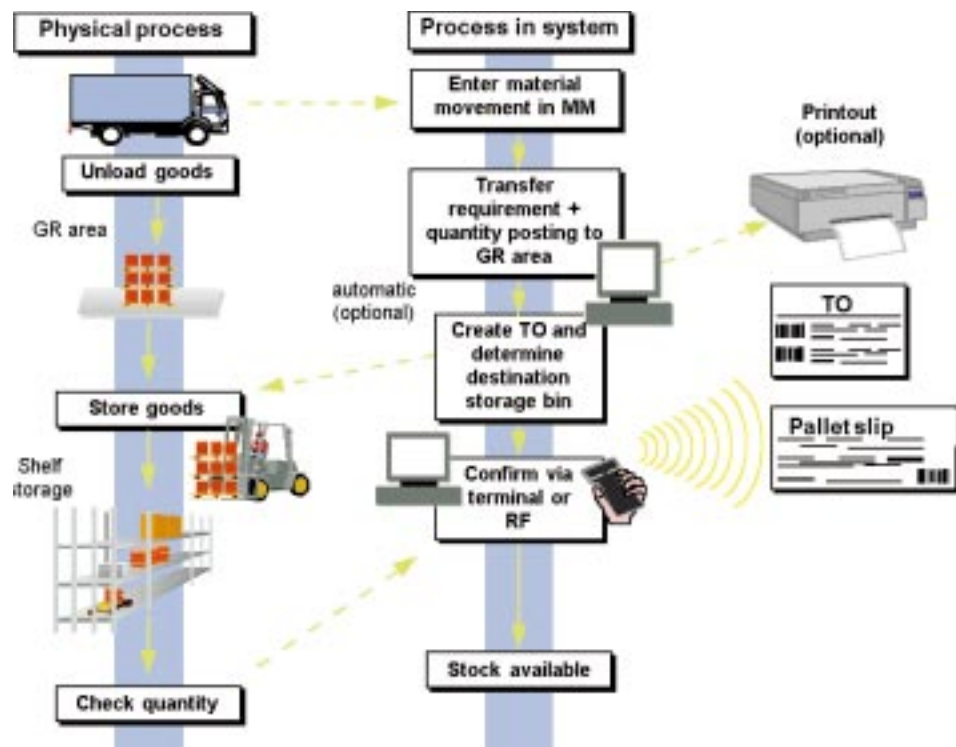 Physical process
Process in system
Enter material
movement in MM
Printout
(optional)
Unload goods
Transfer
requirement +
quantity posting to
GR area
GR area
automatic
(optional)
TO
Create TO and
determine
destination
storage bin
Store goods
Pallet slip
Shelf
storage
Confirm via
terminal or
RF
Stock available
Check quantity